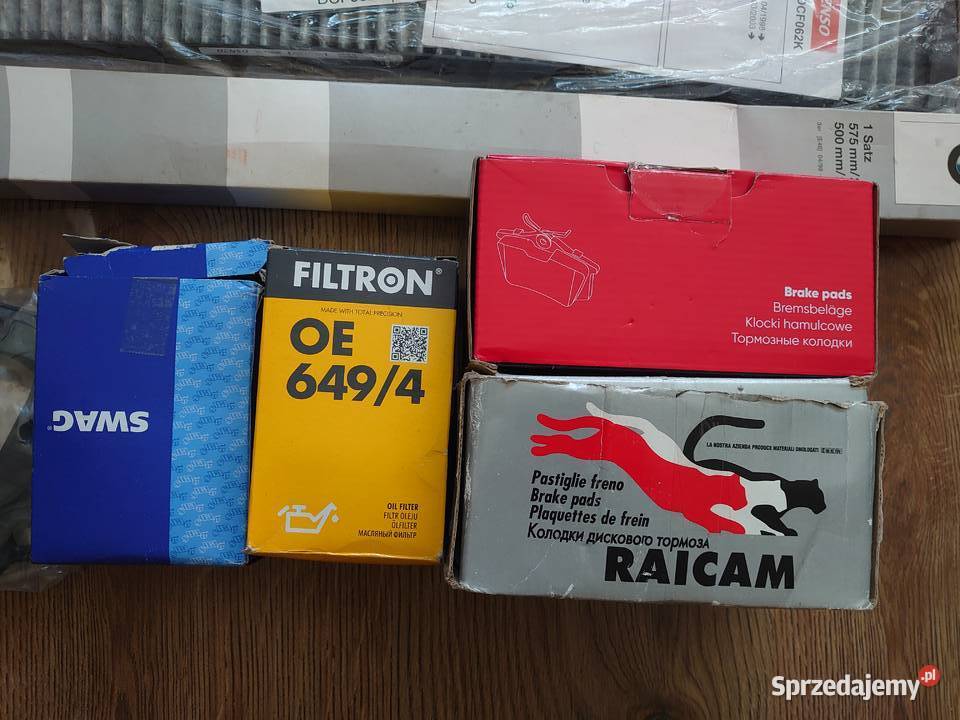 DENSO
DCF062K
1 Satz
575 mm/
500 mm/
SWAG
FILTRON®
MADE WITH TOTAL PRECISION
OE
649/4
OIL FILTER
FILTR OLEJU
ÖLFILTER
МАСЛЯНЫЙ ФИЛЬТР
Brake pads
Bremsbeläge
Klocki hamulcowe
Тормозные колодки
LA NOSTRA AZIENDA PRODUCE MATERIALI OMOLOGATI
Pastiglie freno
Brake pads
Plaquettes de frein
Колодки дискового тормоза
RAICAM
Sprzedajemy.pl